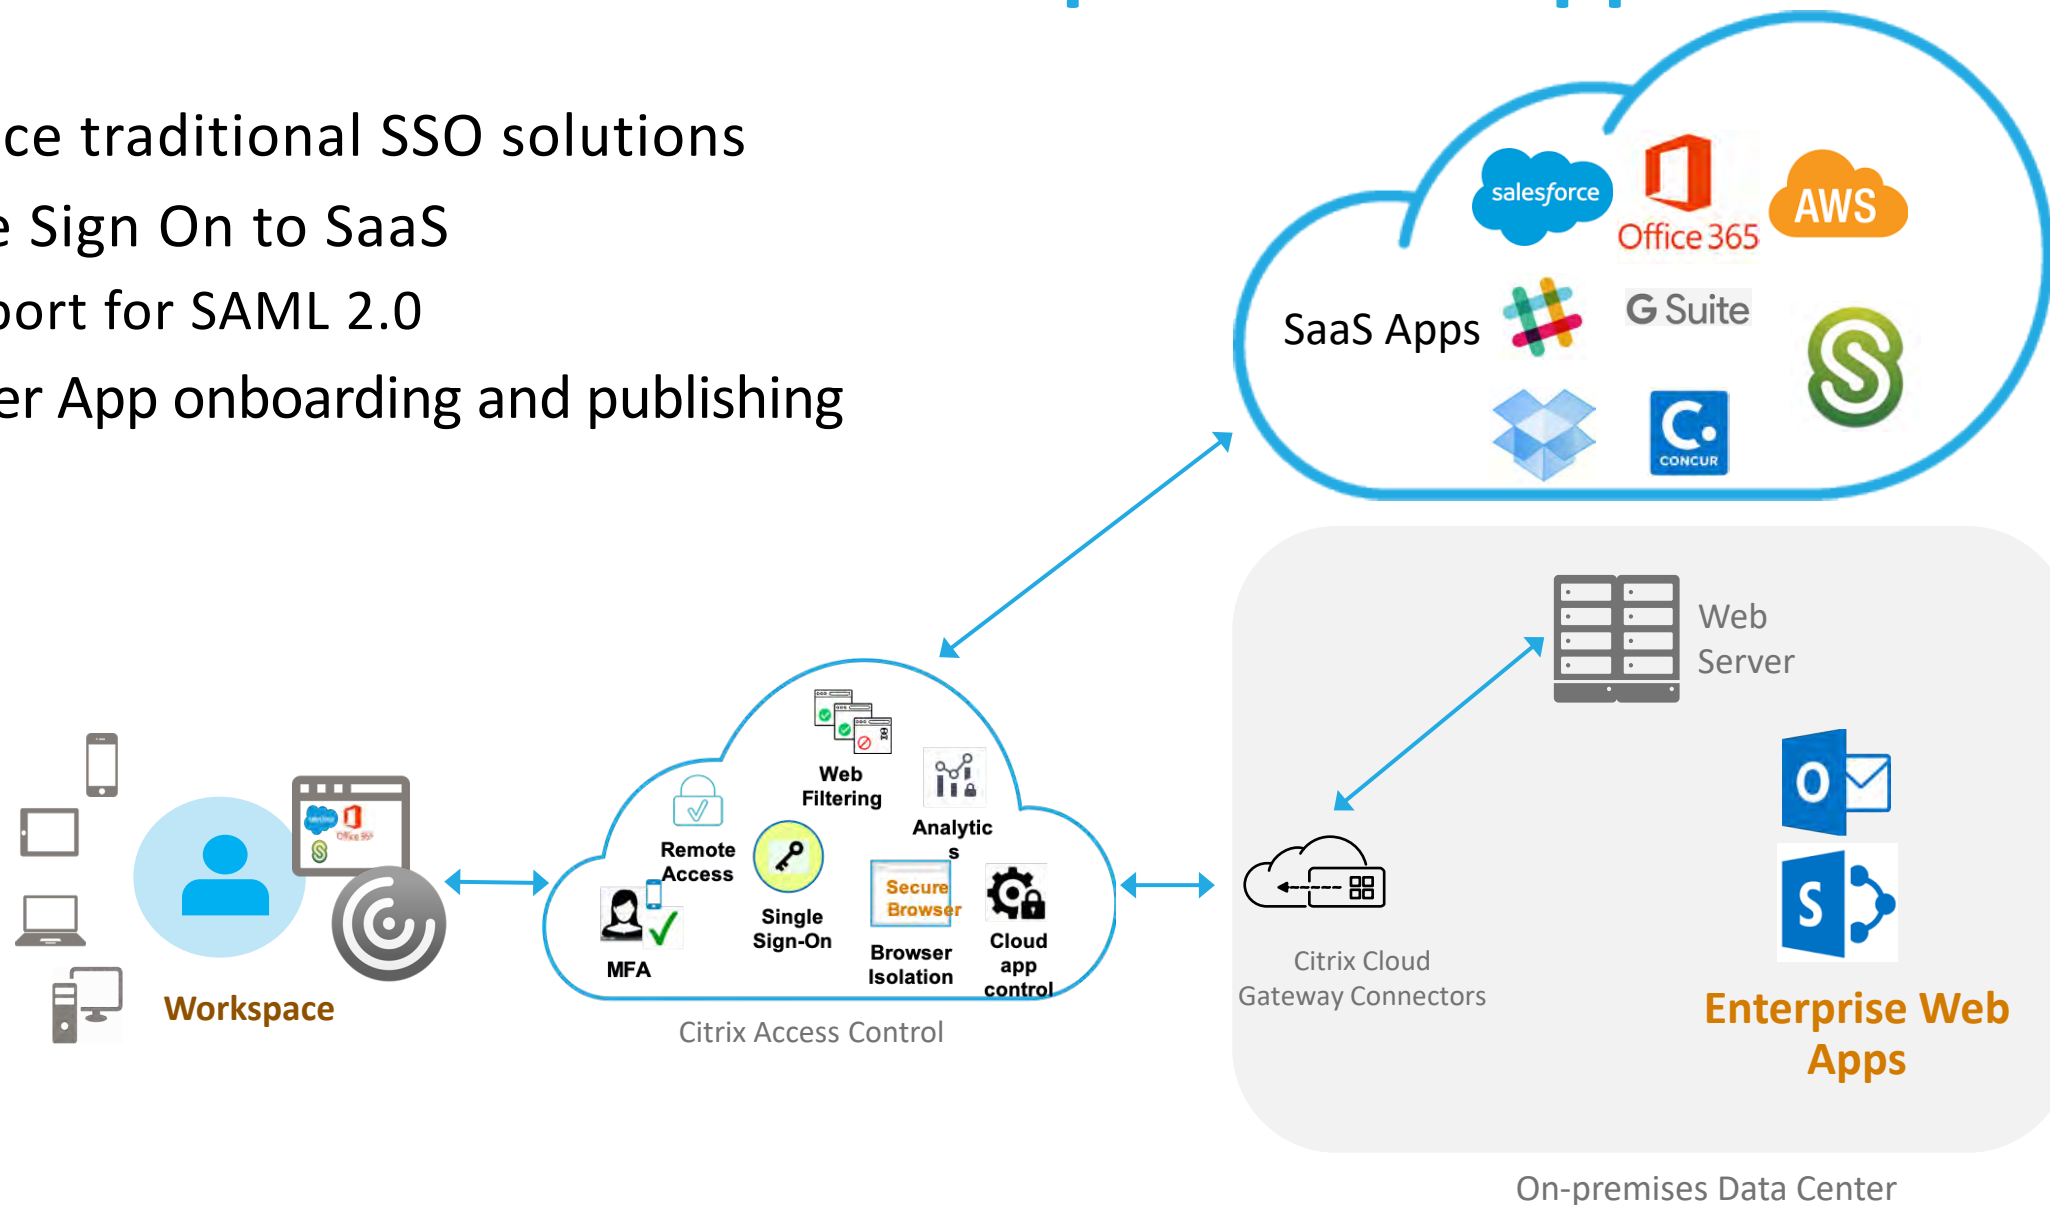 ce traditional SSO solutions
e Sign On to SaaS
port for SAML 2.0
er App onboarding and publishing
salesforce
Office 365
AWS
SaaS Apps
G Suite
C.
CONCUR
Web
Server
O
S
Enterprise Web
Apps
Citrix Cloud
Gateway Connectors
On-premises Data Center
salesforce
Office 365
Workspace
Web
Filtering
Analytic
s
Remote
Access
Secure
Browser
Single
Sign-On
MFA
Browser
Isolation
Cloud
app
control
Citrix Access Control